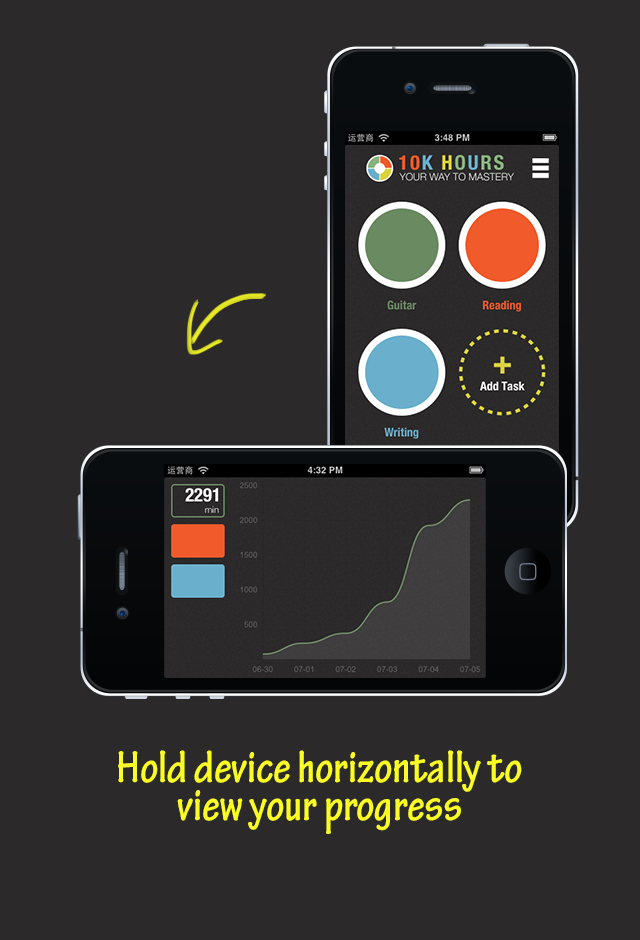 运营商 3:48 PM
10K HOURS
YOUR WAY TO MASTERY
Guitar
Reading
+
Add Task
Writing
运营商 4:32 PM
2291
min
2500
2000
1500
1000
500
06-30 07-01 07-02 07-03 07-04 07-05
Hold device horizontally to
view your progress